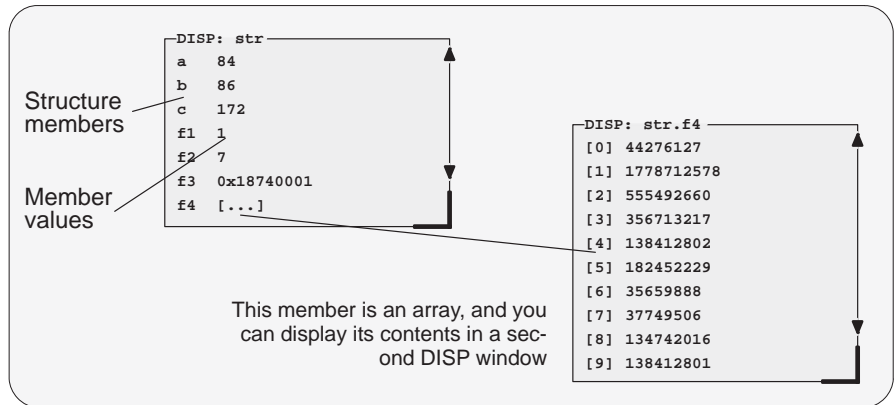 DISP: str
a 84
b 86
c 172
f1 1
f2 7
f3 0x18740001
f4 [...]
Structure
members
Member
values
DISP: str.f4
[0] 44276127
[1] 1778712578
[2] 555492660
[3] 356713217
[4] 138412802
[5] 182452229
[6] 35659888
[7] 37749506
[8] 134742016
[9] 138412801
This member is an array, and you
can display its contents in a sec-
ond DISP window